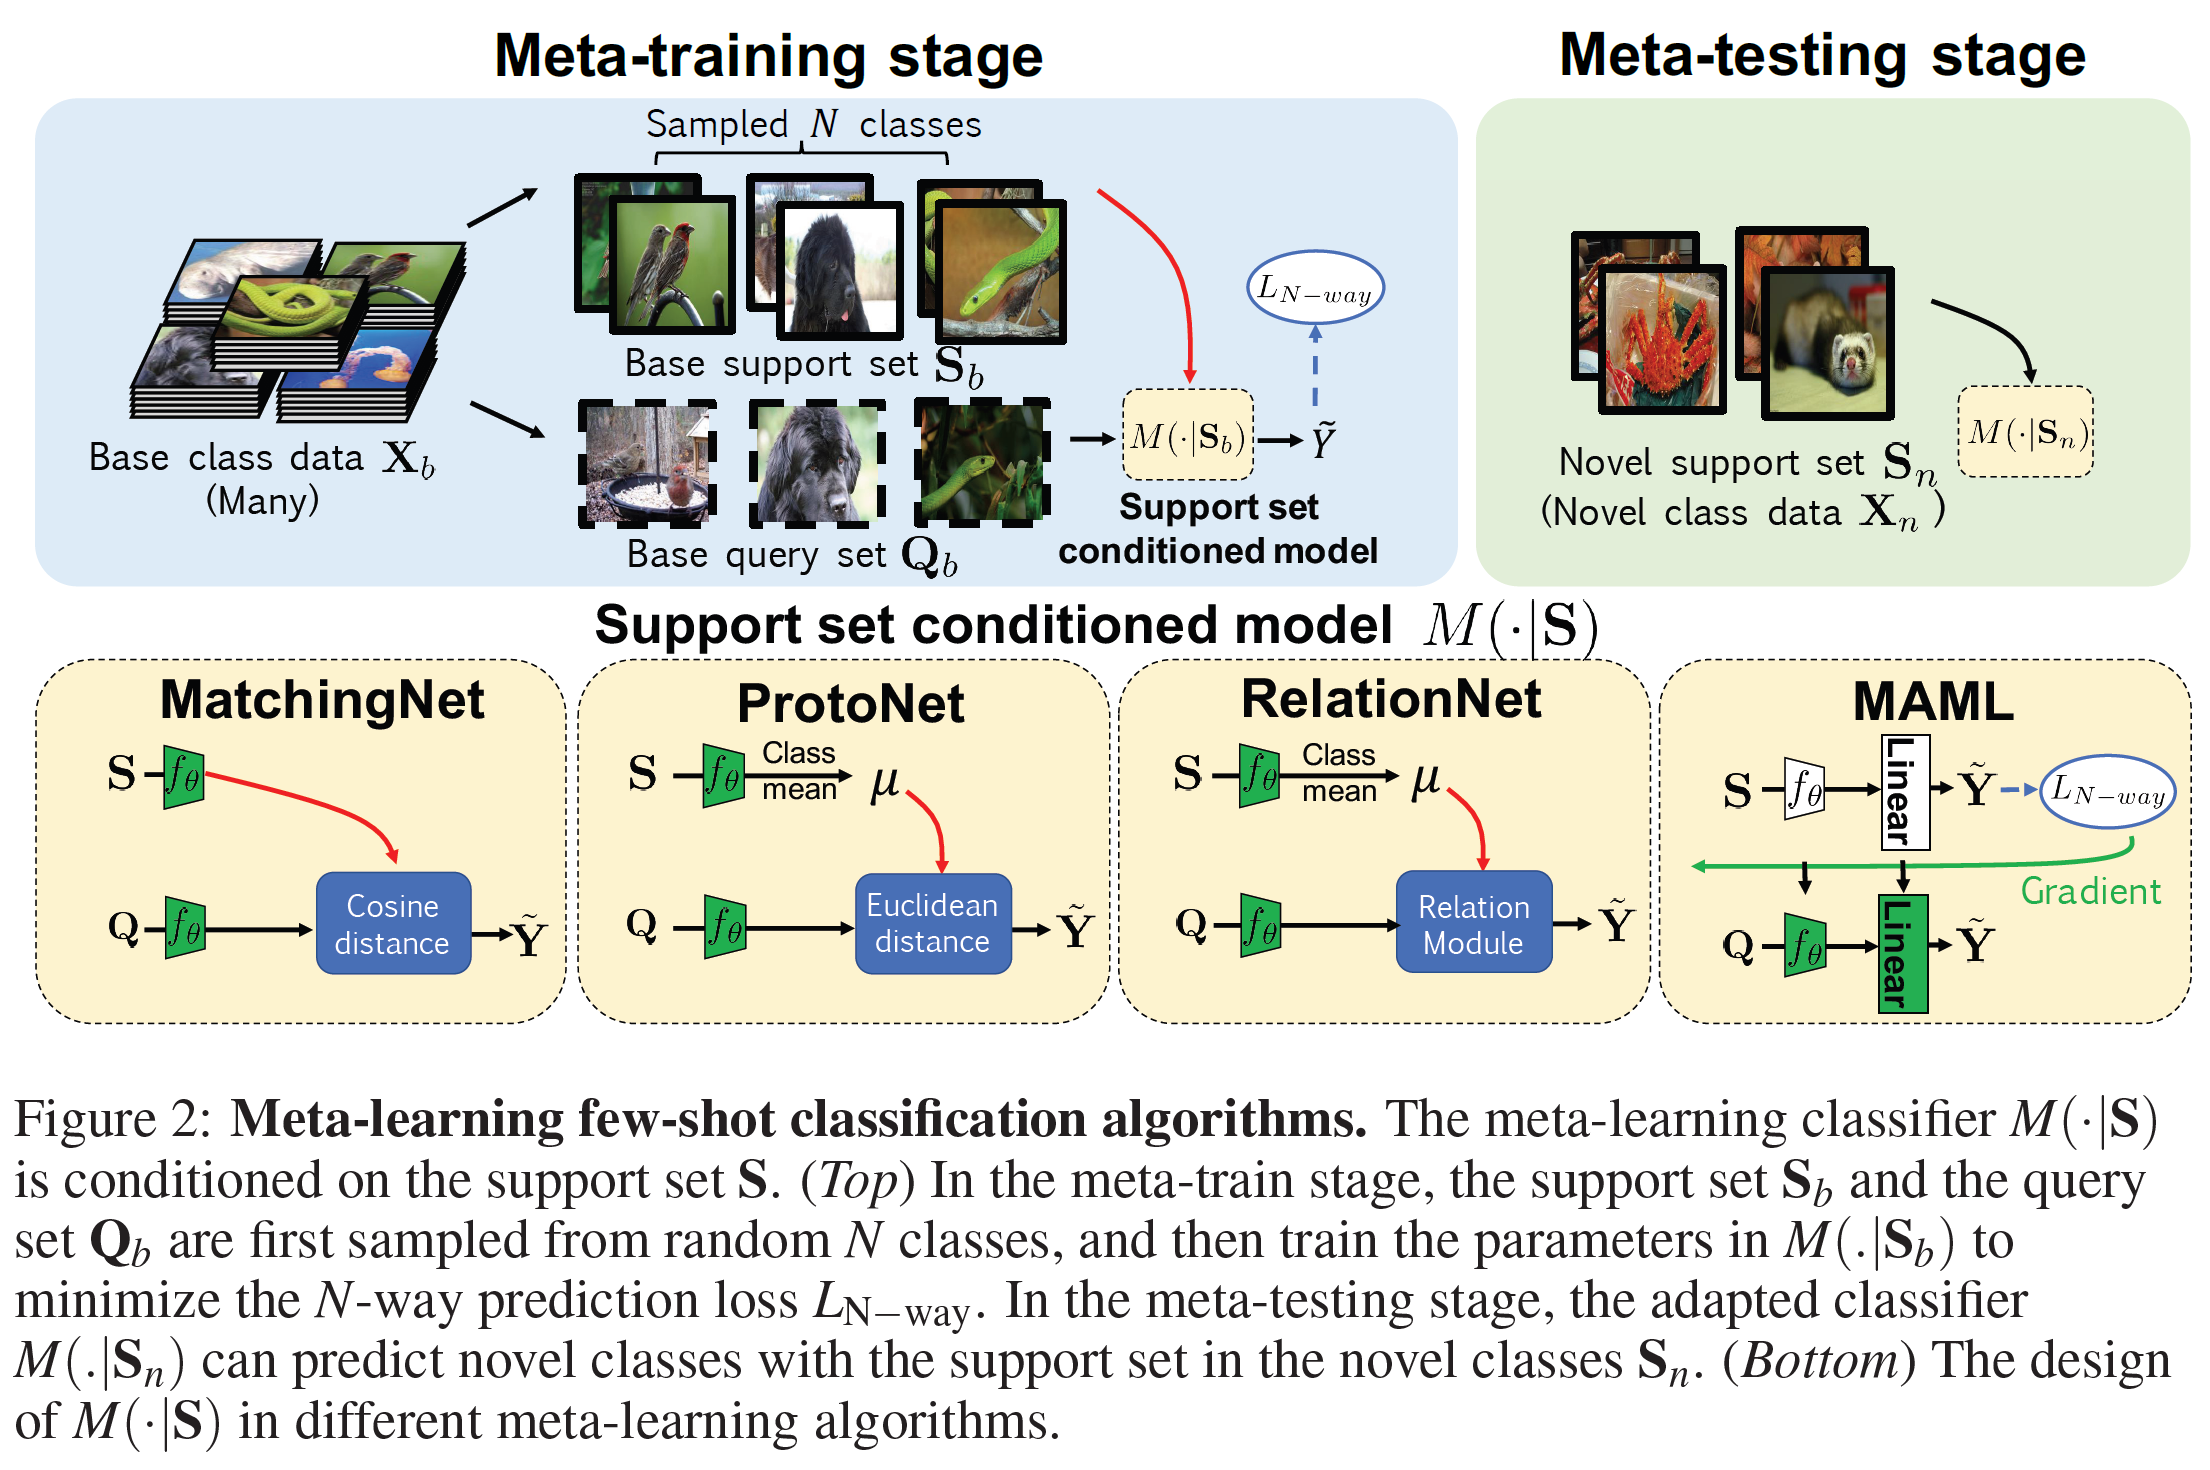 Meta-training stage
Meta-testing stage
Sampled N classes
Base support set S_b
Base class data X_b
(Many)
Base query set Q_b
M(·|S_b)
Ỹ
L_{N−way}
Support set
conditioned model
Novel support set S_n
(Novel class data X_n )
M(·|S_n)
Support set conditioned model M(·|S)
MatchingNet
S
f_θ
Q
f_θ
Cosine
distance
Ỹ
ProtoNet
S
f_θ
Class
mean
μ
Q
f_θ
Euclidean
distance
Ỹ
RelationNet
S
f_θ
Class
mean
μ
Q
f_θ
Relation
Module
Ỹ
MAML
S
f_θ
Linear
Ỹ
L_{N−way}
Gradient
Q
f_θ
Linear
Ỹ
Figure 2: Meta-learning few-shot classification algorithms. The meta-learning classifier M(·|S)
is conditioned on the support set S. (Top) In the meta-train stage, the support set S_b and the query
set Q_b are first sampled from random N classes, and then train the parameters in M(.|S_b) to
minimize the N-way prediction loss L_{N−way}. In the meta-testing stage, the adapted classifier
M(.|S_n) can predict novel classes with the support set in the novel classes S_n. (Bottom) The design
of M(·|S) in different meta-learning algorithms.